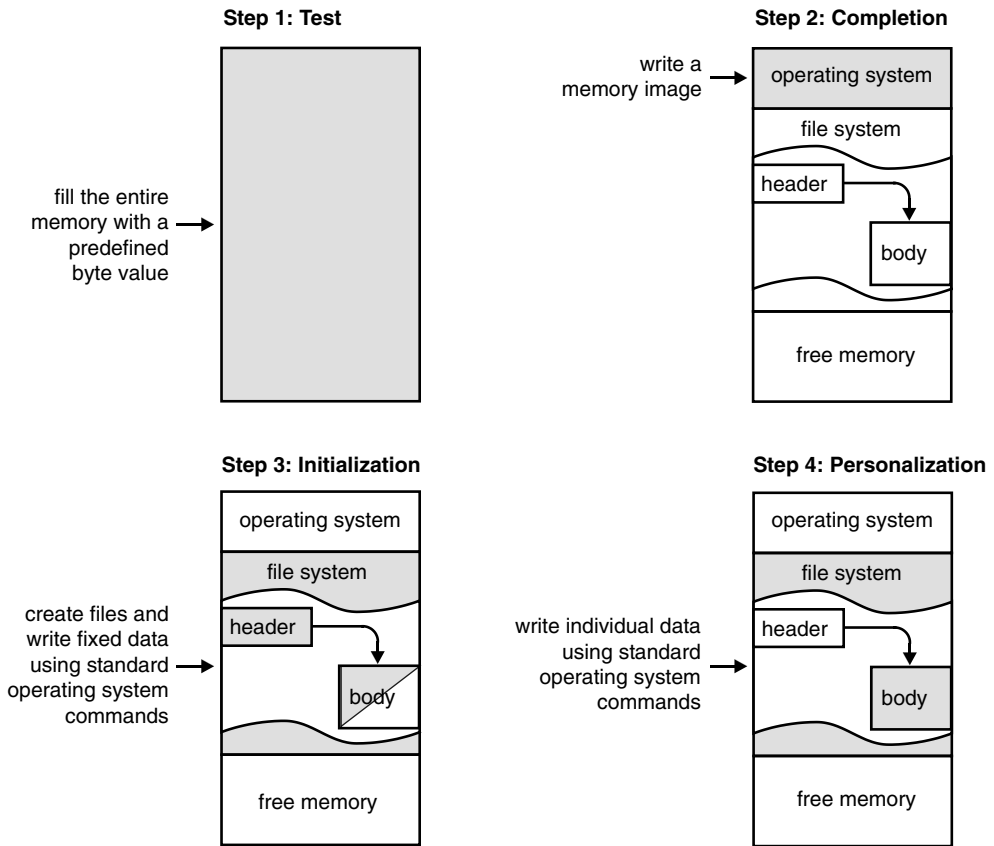 Step 1: Test
fill the entire
memory with a
predefined
byte value
Step 2: Completion
write a
memory image
operating system
file system
header
body
free memory
Step 3: Initialization
create files and
write fixed data
using standard
operating system
commands
operating system
file system
header
body
free memory
Step 4: Personalization
write individual data
using standard
operating system
commands
operating system
file system
header
body
free memory